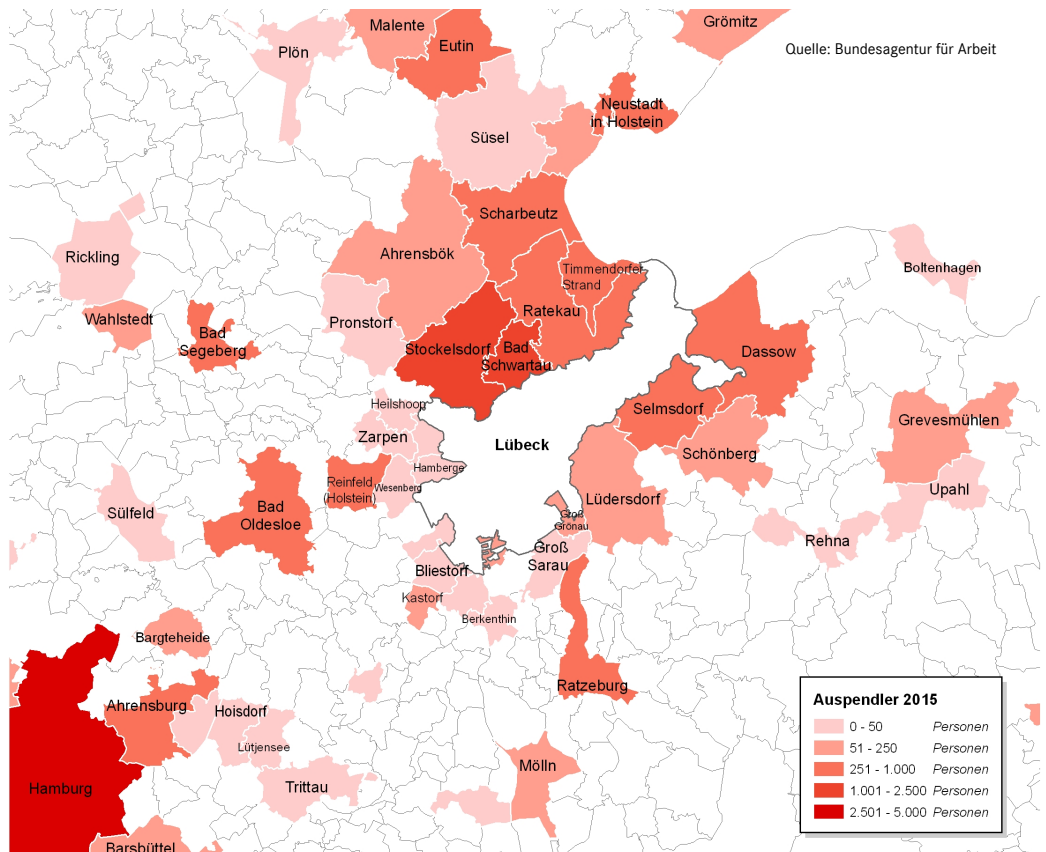 Malente
Grömitz
Eutin
Plön
Quelle: Bundesagentur für Arbeit
Neustadt
in Holstein
Süsel
Scharbeutz
Ahrensbök
Rickling
Timmendorfer
Strand
Boltenhagen
Ratekau
Wahlstedt
Pronstorf
Bad
Segeberg
Stockelsdorf
Bad
Schwartau
Dassow
Heilshoop
Selmsdorf
Grevesmühlen
Zarpen
Lübeck
Schönberg
Hamberge
Reinfeld
(Holstein)
Wesenberg
Upahl
Lüdersdorf
Bad
Oldesloe
Sülfeld
Groß
Grönau
Rehna
Groß
Sarau
Bliestorf
Kastorf
Berkenthin
Bargteheide
Ratzeburg
Ahrensburg
Hoisdorf
Lütjensee
Mölln
Trittau
Hamburg
Barsbüttel
Auspendler 2015
0 - 50 Personen
51 - 250 Personen
251 - 1.000 Personen
1.001 - 2.500 Personen
2.501 - 5.000 Personen